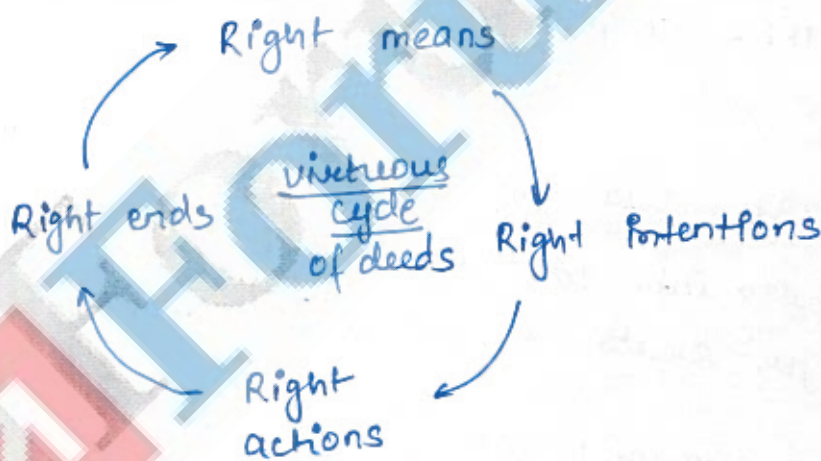 Right means
virtuous
cycle
of deeds
Right ends
Right intentions
Right
actions